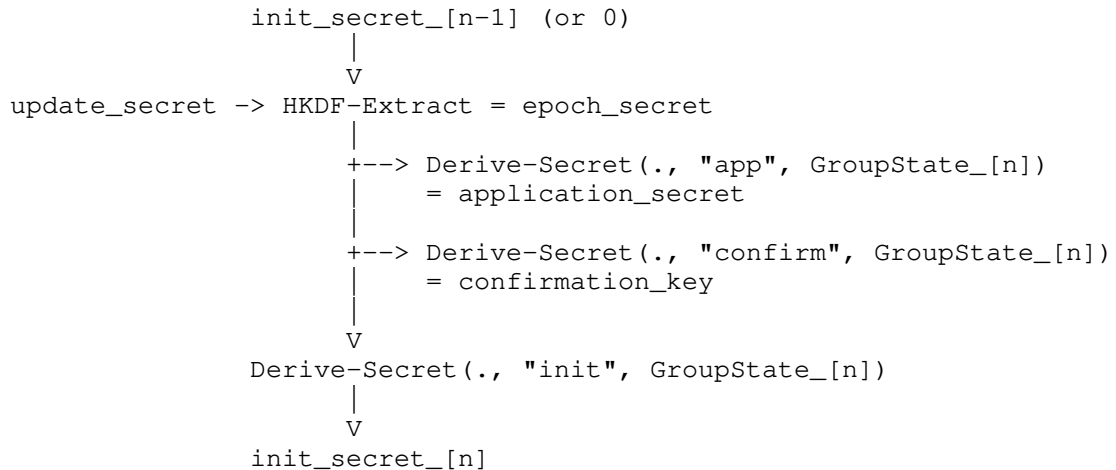 init_secret_[n-1] (or 0)
|
V
update_secret -> HKDF-Extract = epoch_secret
|
+--> Derive-Secret(., "app", GroupState_[n])
| = application_secret
|
+--> Derive-Secret(., "confirm", GroupState_[n])
| = confirmation_key
|
V
Derive-Secret(., "init", GroupState_[n])
|
V
init_secret_[n]